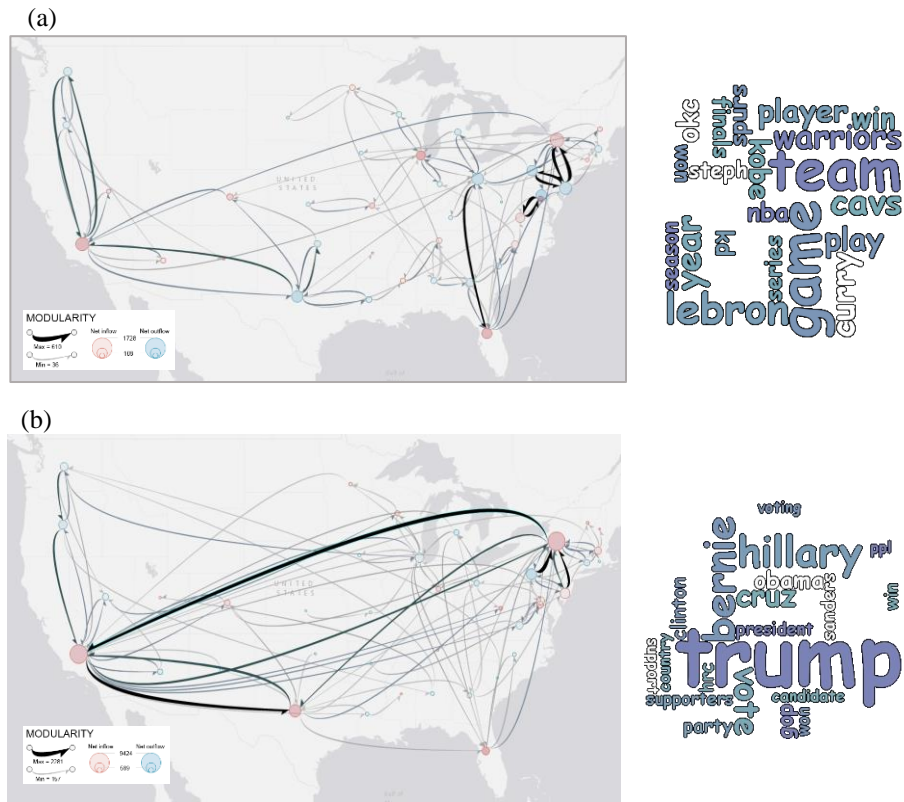 (a)
UNITED
STATES
MODULARITY
Net inflow Net outflow
1728
108
Max = 610
Min = 36
spurs
finals
okc
won
steph
kobe
player
win
warriors
team
nba
cavs
season
year
kd
series
game
play
curry
lebron
(b)
UNITED
STATES
MODULARITY
Net inflow Net outflow
9424
589
Max = 2281
Min = 157
voting
bernie
hillary
ppl
obama
cruz
sanders
win
clinton
president
support
country
trump
hrc
vote
supporters
candidate
party
gop
won